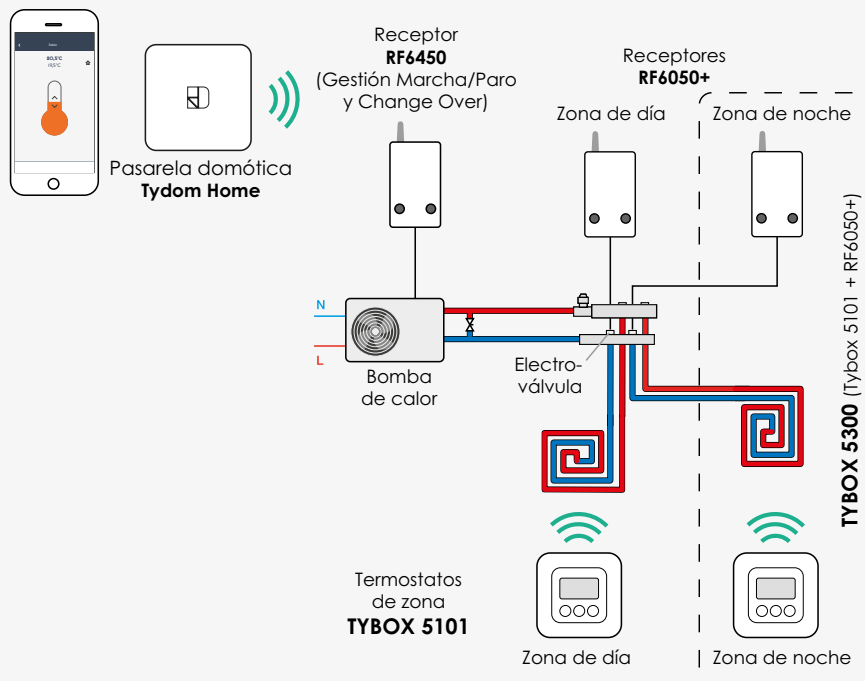 Receptor
RF6450
(Gestión Marcha/Paro
y Change Over)
Receptores
RF6050+
Zona de día
Zona de noche
Pasarela domótica
Tydom Home
N
L
Bomba
de calor
Electro-
válvula
TYBOX 5300 (Tybox 5101 + RF6050+)
Termostatos
de zona
TYBOX 5101
Zona de día
Zona de noche